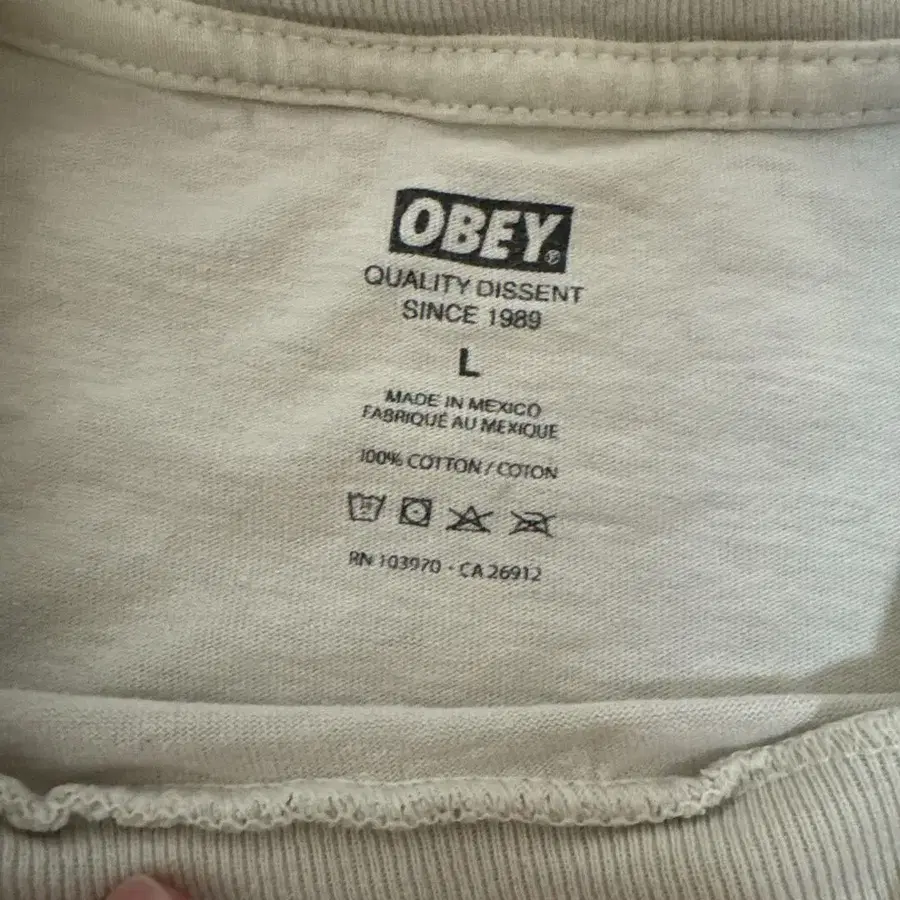 OBEY®
QUALITY DISSENT
SINCE 1989
L
MADE IN MEXICO
FABRIQUÉ AU MEXIQUE
100% COTTON / COTON
RN 103970 - CA 26912